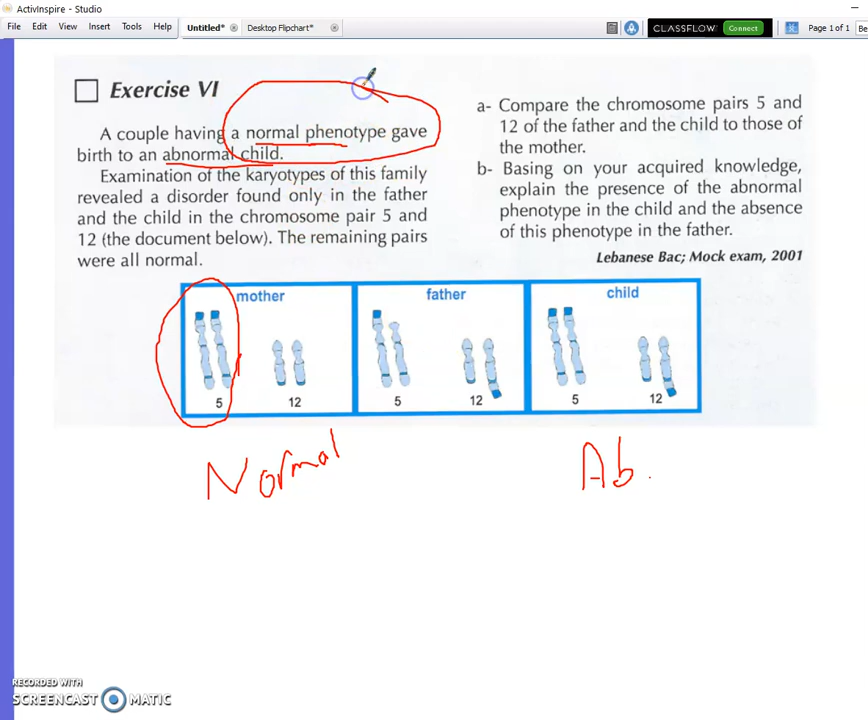 ActivInspire - Studio
File Edit View Insert Tools Help Untitled* Desktop Flipchart* CLASSFLOW Connect Page 1 of 1 Be
Exercise VI
A couple having a normal phenotype gave
birth to an abnormal child.
Examination of the karyotypes of this family
revealed a disorder found only in the father
and the child in the chromosome pair 5 and
12 (the document below). The remaining pairs
were all normal.
a- Compare the chromosome pairs 5 and
12 of the father and the child to those of
the mother.
b- Basing on your acquired knowledge,
explain the presence of the abnormal
phenotype in the child and the absence
of this phenotype in the father.
Lebanese Bac; Mock exam, 2001
mother father child
5 12 5 12 5 12
Normal Ab.
RECORDED WITH
SCREENCAST MATIC